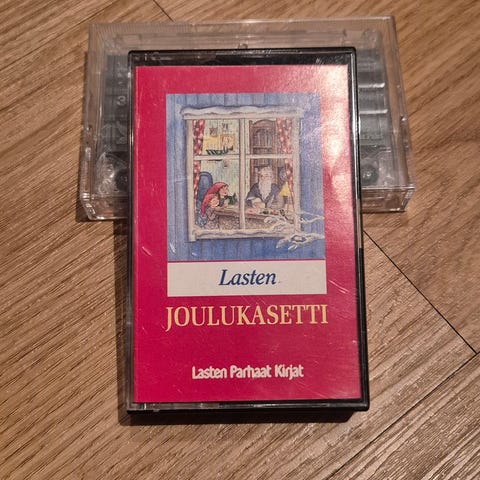 Lasten
JOULUKASETTI
Lasten Parhaat Kirjat